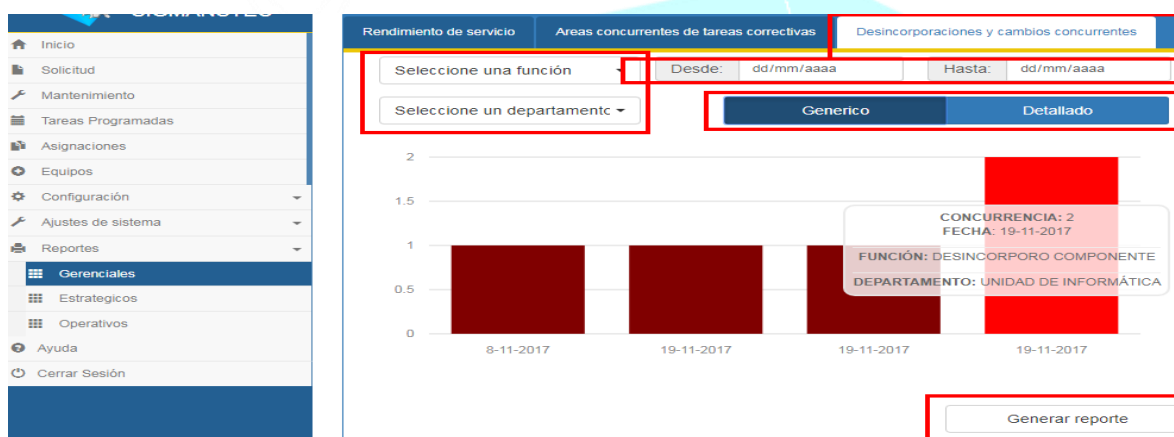 Inicio
Solicitud
Mantenimiento
Tareas Programadas
Asignaciones
Equipos
Configuración
Ajustes de sistema
Reportes
Gerenciales
Estrategicos
Operativos
Ayuda
Cerrar Sesión
Rendimiento de servicio Areas concurrentes de tareas correctivas Desincorporaciones y cambios concurrentes
Seleccione una función Desde: dd/mm/aaaa Hasta: dd/mm/aaaa
Seleccione un departamento Generico Detallado
2
1.5
1
0.5
0
CONCURRENCIA: 2
FECHA: 19-11-2017
FUNCIÓN: DESINCORPORO COMPONENTE
DEPARTAMENTO: UNIDAD DE INFORMÁTICA
8-11-2017 19-11-2017 19-11-2017 19-11-2017
Generar reporte